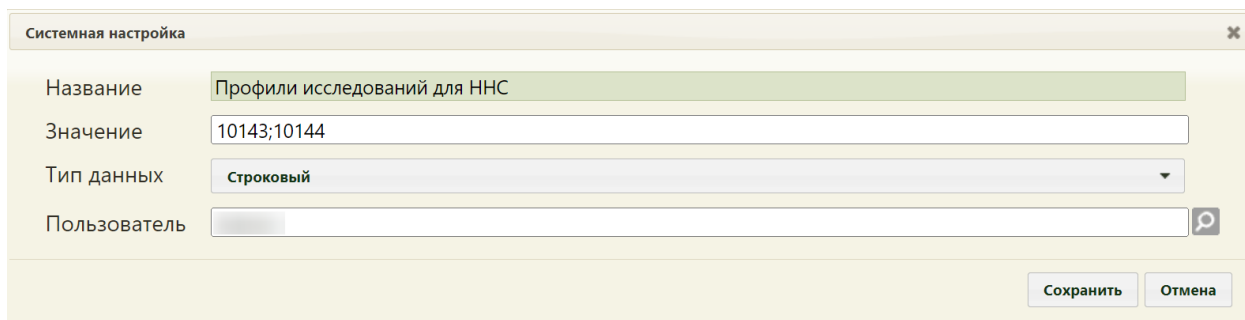 Системная настройка
Название Профили исследований для ННС
Значение 10143;10144
Тип данных Строковый
Пользователь
Сохранить Отмена